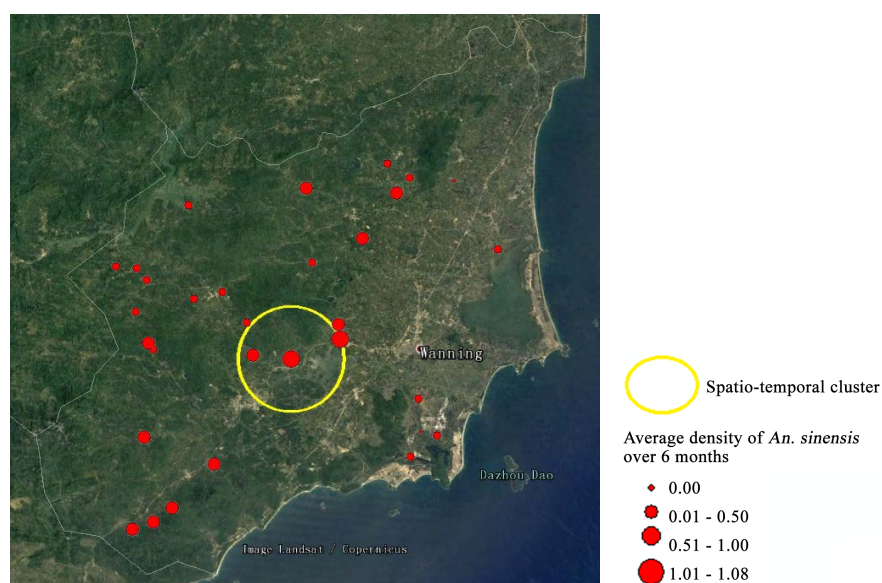 Wanning
Dazhou Dao
Image Landsat / Copernicus
Spatio-temporal cluster
Average density of An. sinensis
over 6 months
0.00
0.01 - 0.50
0.51 - 1.00
1.01 - 1.08